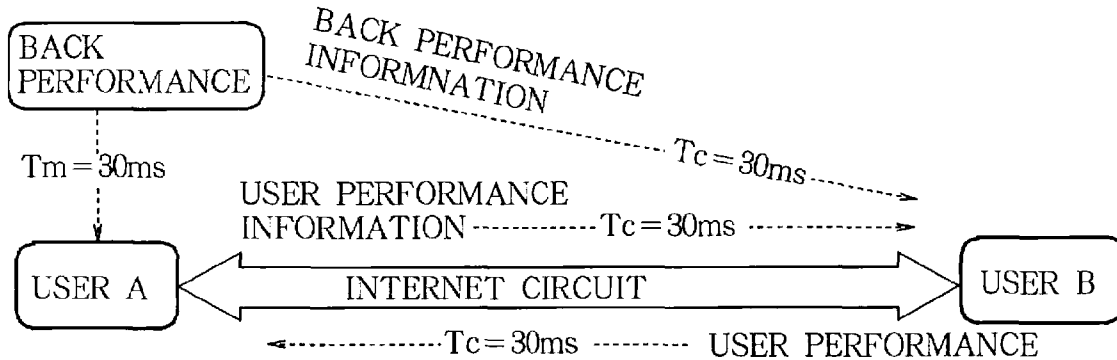 BACK
PERFORMANCE
BACK PERFORMANCE
INFORMNATION
Tm=30ms
Tc=30ms
USER PERFORMANCE
INFORMATION
Tc=30ms
USER A
INTERNET CIRCUIT
USER B
Tc=30ms
USER PERFORMANCE